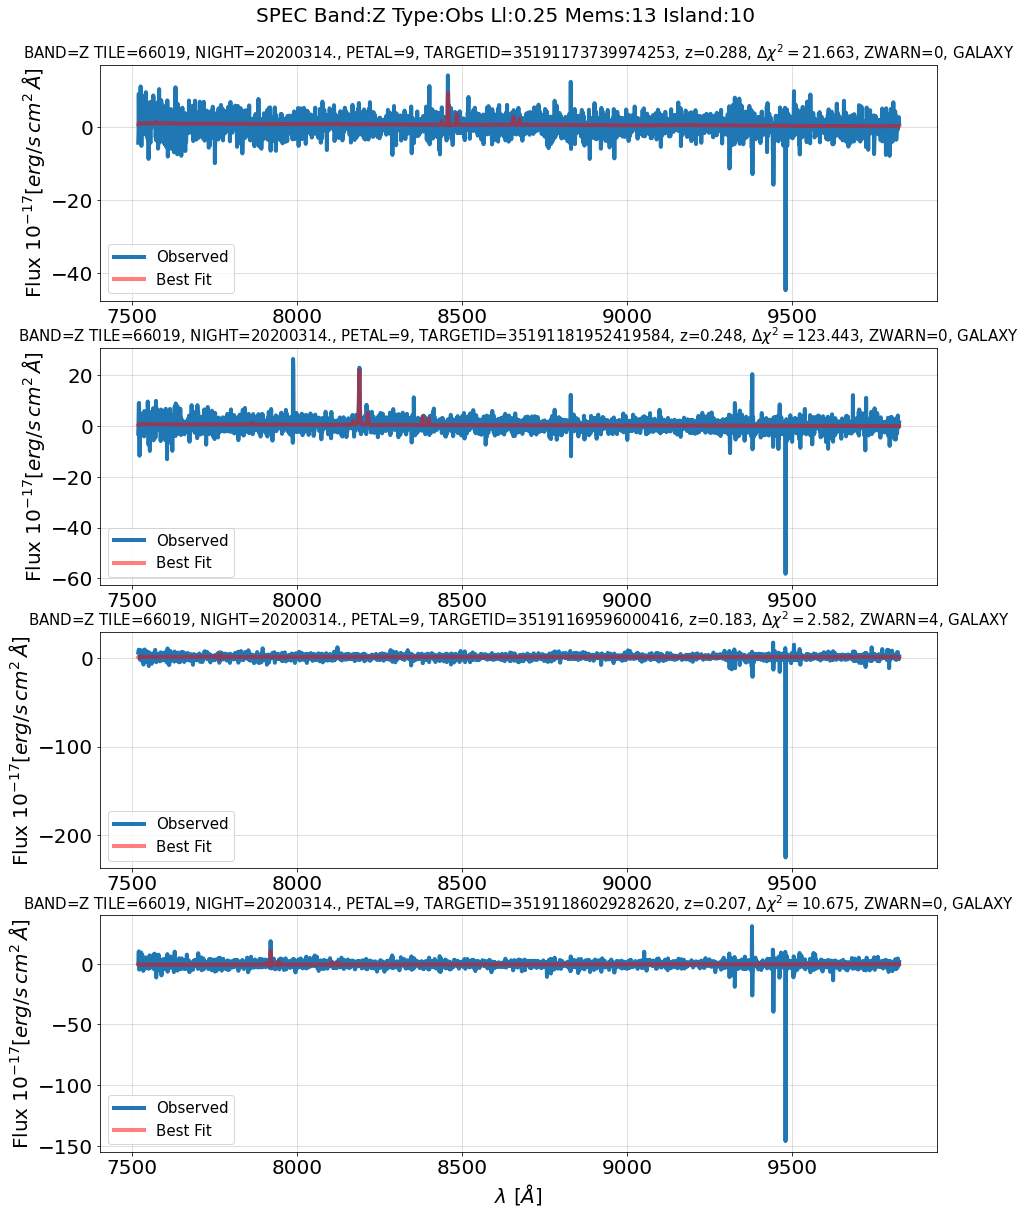 SPEC Band:Z Type:Obs Ll:0.25 Mems:13 Island:10
BAND=Z TILE=66019, NIGHT=20200314., PETAL=9, TARGETID=35191173739974253, z=0.288, Δχ² = 21.663, ZWARN=0, GALAXY
Flux 10⁻¹⁷[erg/s cm² Å]
0
−20
−40
Observed
Best Fit
7500 8000 8500 9000 9500
BAND=Z TILE=66019, NIGHT=20200314., PETAL=9, TARGETID=35191181952419584, z=0.248, Δχ² = 123.443, ZWARN=0, GALAXY
Flux 10⁻¹⁷[erg/s cm² Å]
20
0
−20
−40
−60
Observed
Best Fit
7500 8000 8500 9000 9500
BAND=Z TILE=66019, NIGHT=20200314., PETAL=9, TARGETID=35191169596000416, z=0.183, Δχ² = 2.582, ZWARN=4, GALAXY
Flux 10⁻¹⁷[erg/s cm² Å]
0
−100
−200
Observed
Best Fit
7500 8000 8500 9000 9500
BAND=Z TILE=66019, NIGHT=20200314., PETAL=9, TARGETID=35191186029282620, z=0.207, Δχ² = 10.675, ZWARN=0, GALAXY
Flux 10⁻¹⁷[erg/s cm² Å]
0
−50
−100
−150
Observed
Best Fit
7500 8000 8500 9000 9500
λ [Å]